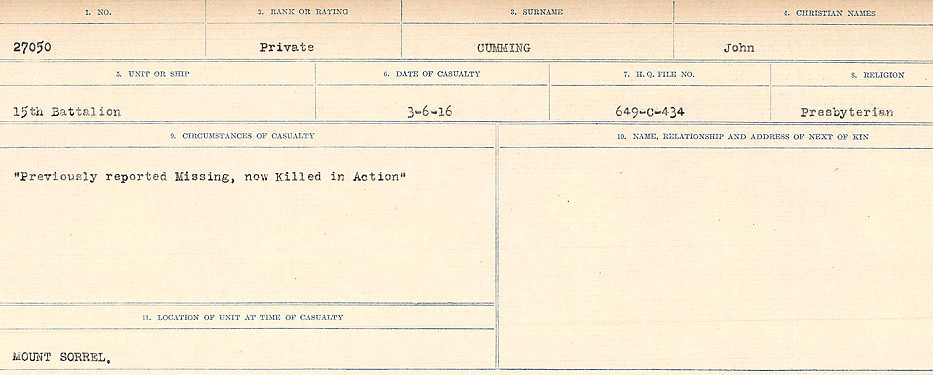 1. NO. 2. RANK OR RATING 3. SURNAME 4. CHRISTIAN NAMES
27050 Private CUMMING John
5. UNIT OR SHIP 6. DATE OF CASUALTY 7. H.Q. FILE NO. 8. RELIGION
15th Battalion 3-6-16 649-C-434 Presbyterian
9. CIRCUMSTANCES OF CASUALTY 10. NAME, RELATIONSHIP AND ADDRESS OF NEXT OF KIN
"Previously reported Missing, now Killed in Action"
11. LOCATION OF UNIT AT TIME OF CASUALTY
MOUNT SORREL.